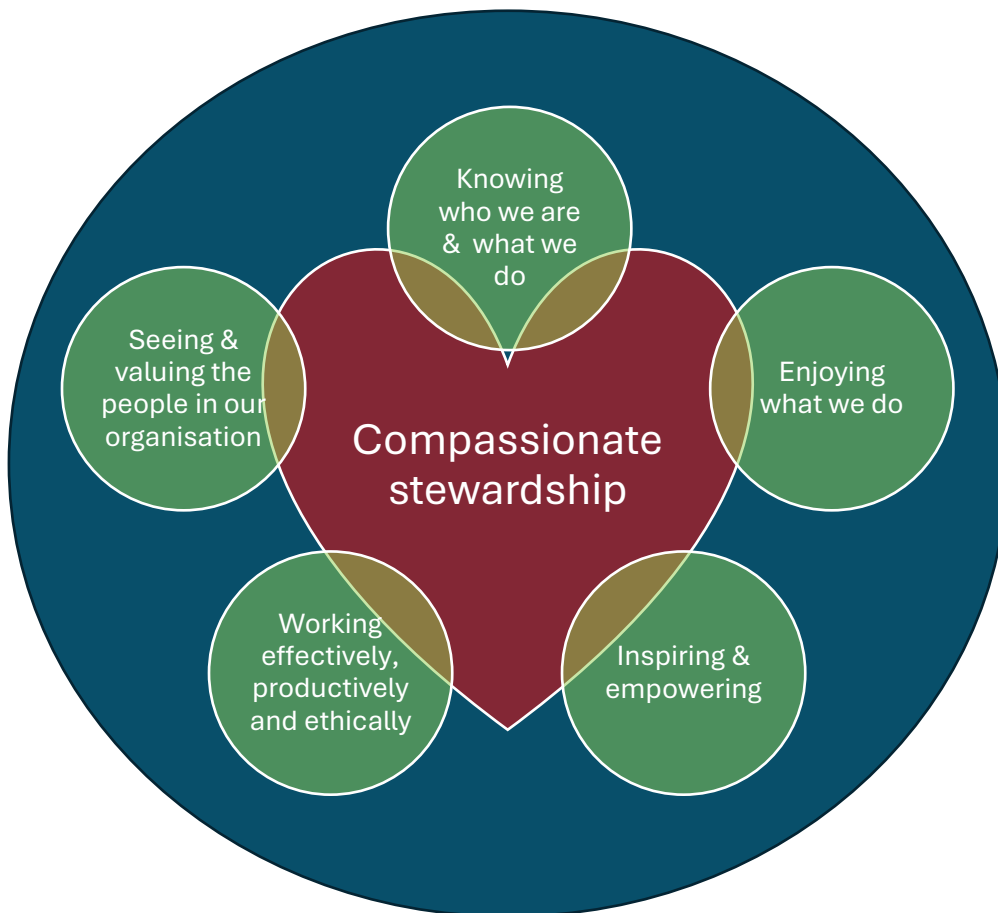 Knowing
who we are
& what we
do
Seeing &
valuing the
people in our
organisation
Enjoying
what we do
Compassionate
stewardship
Working
effectively,
productively
and ethically
Inspiring &
empowering